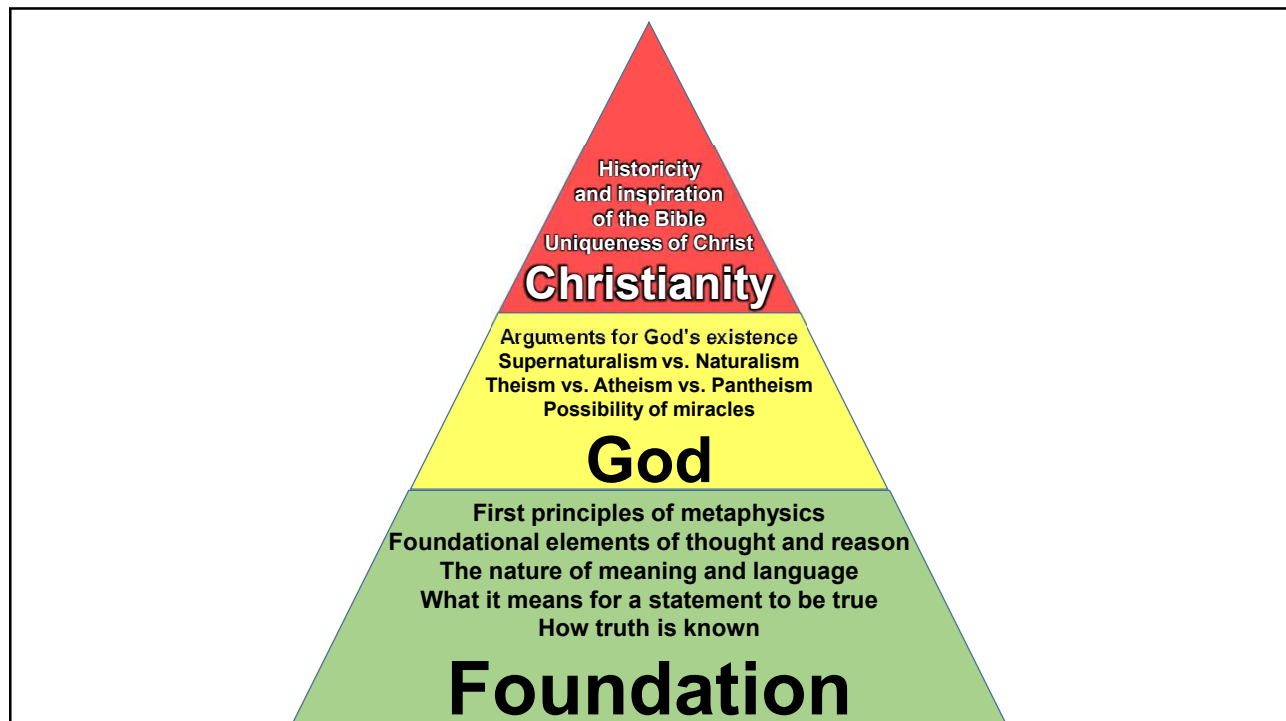 Historicity
and inspiration
of the Bible
Uniqueness of Christ
Christianity
Arguments for God's existence
Supernaturalism vs. Naturalism
Theism vs. Atheism vs. Pantheism
Possibility of miracles
God
First principles of metaphysics
Foundational elements of thought and reason
The nature of meaning and language
What it means for a statement to be true
How truth is known
Foundation